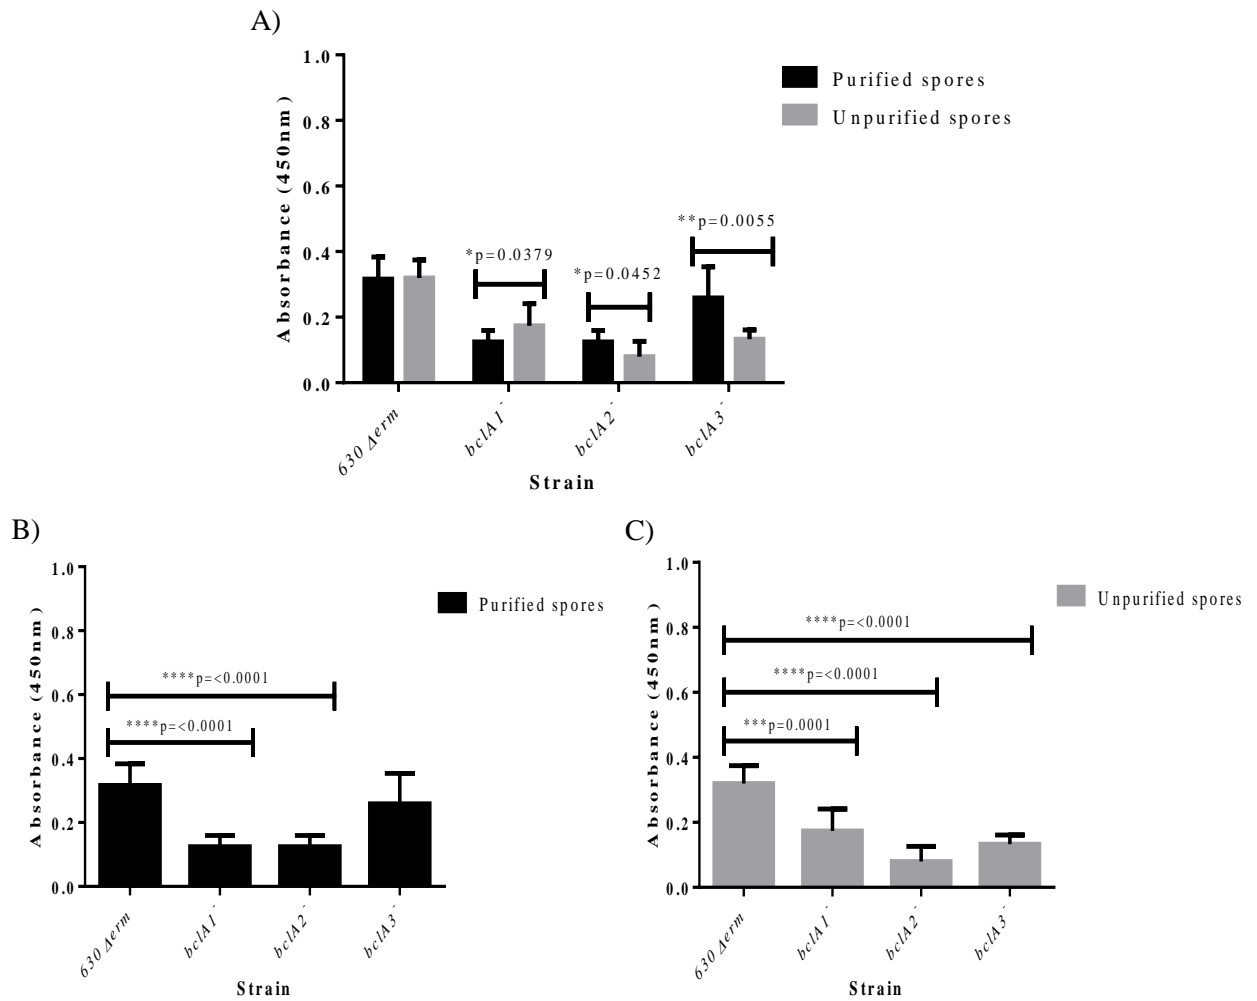 A)
1.0
0.8
0.6
0.4
0.2
0.0
Absorbance (450nm)
Purified spores
Unpurified spores
*p=0.0379
*p=0.0452
**p=0.0055
630 Δerm
bclA1-
bclA2-
bclA3-
Strain
B)
1.0
0.8
0.6
0.4
0.2
0.0
Absorbance (450nm)
Purified spores
****p=<0.0001
****p=<0.0001
630 Δerm
bclA1-
bclA2-
bclA3-
Strain
C)
1.0
0.8
0.6
0.4
0.2
0.0
Absorbance (450nm)
Unpurified spores
****p=<0.0001
****p=<0.0001
***p=0.0001
630 Δerm
bclA1-
bclA2-
bclA3-
Strain